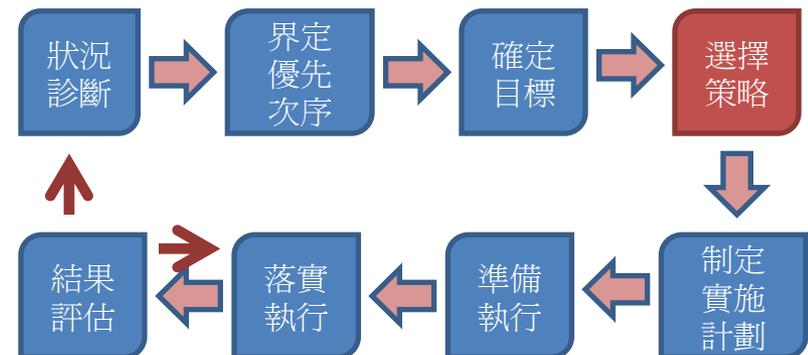 狀況
診斷
界定
優先
次序
確定
目標
選擇
策略
制定
實施
計劃
準備
執行
落實
執行
結果
評估